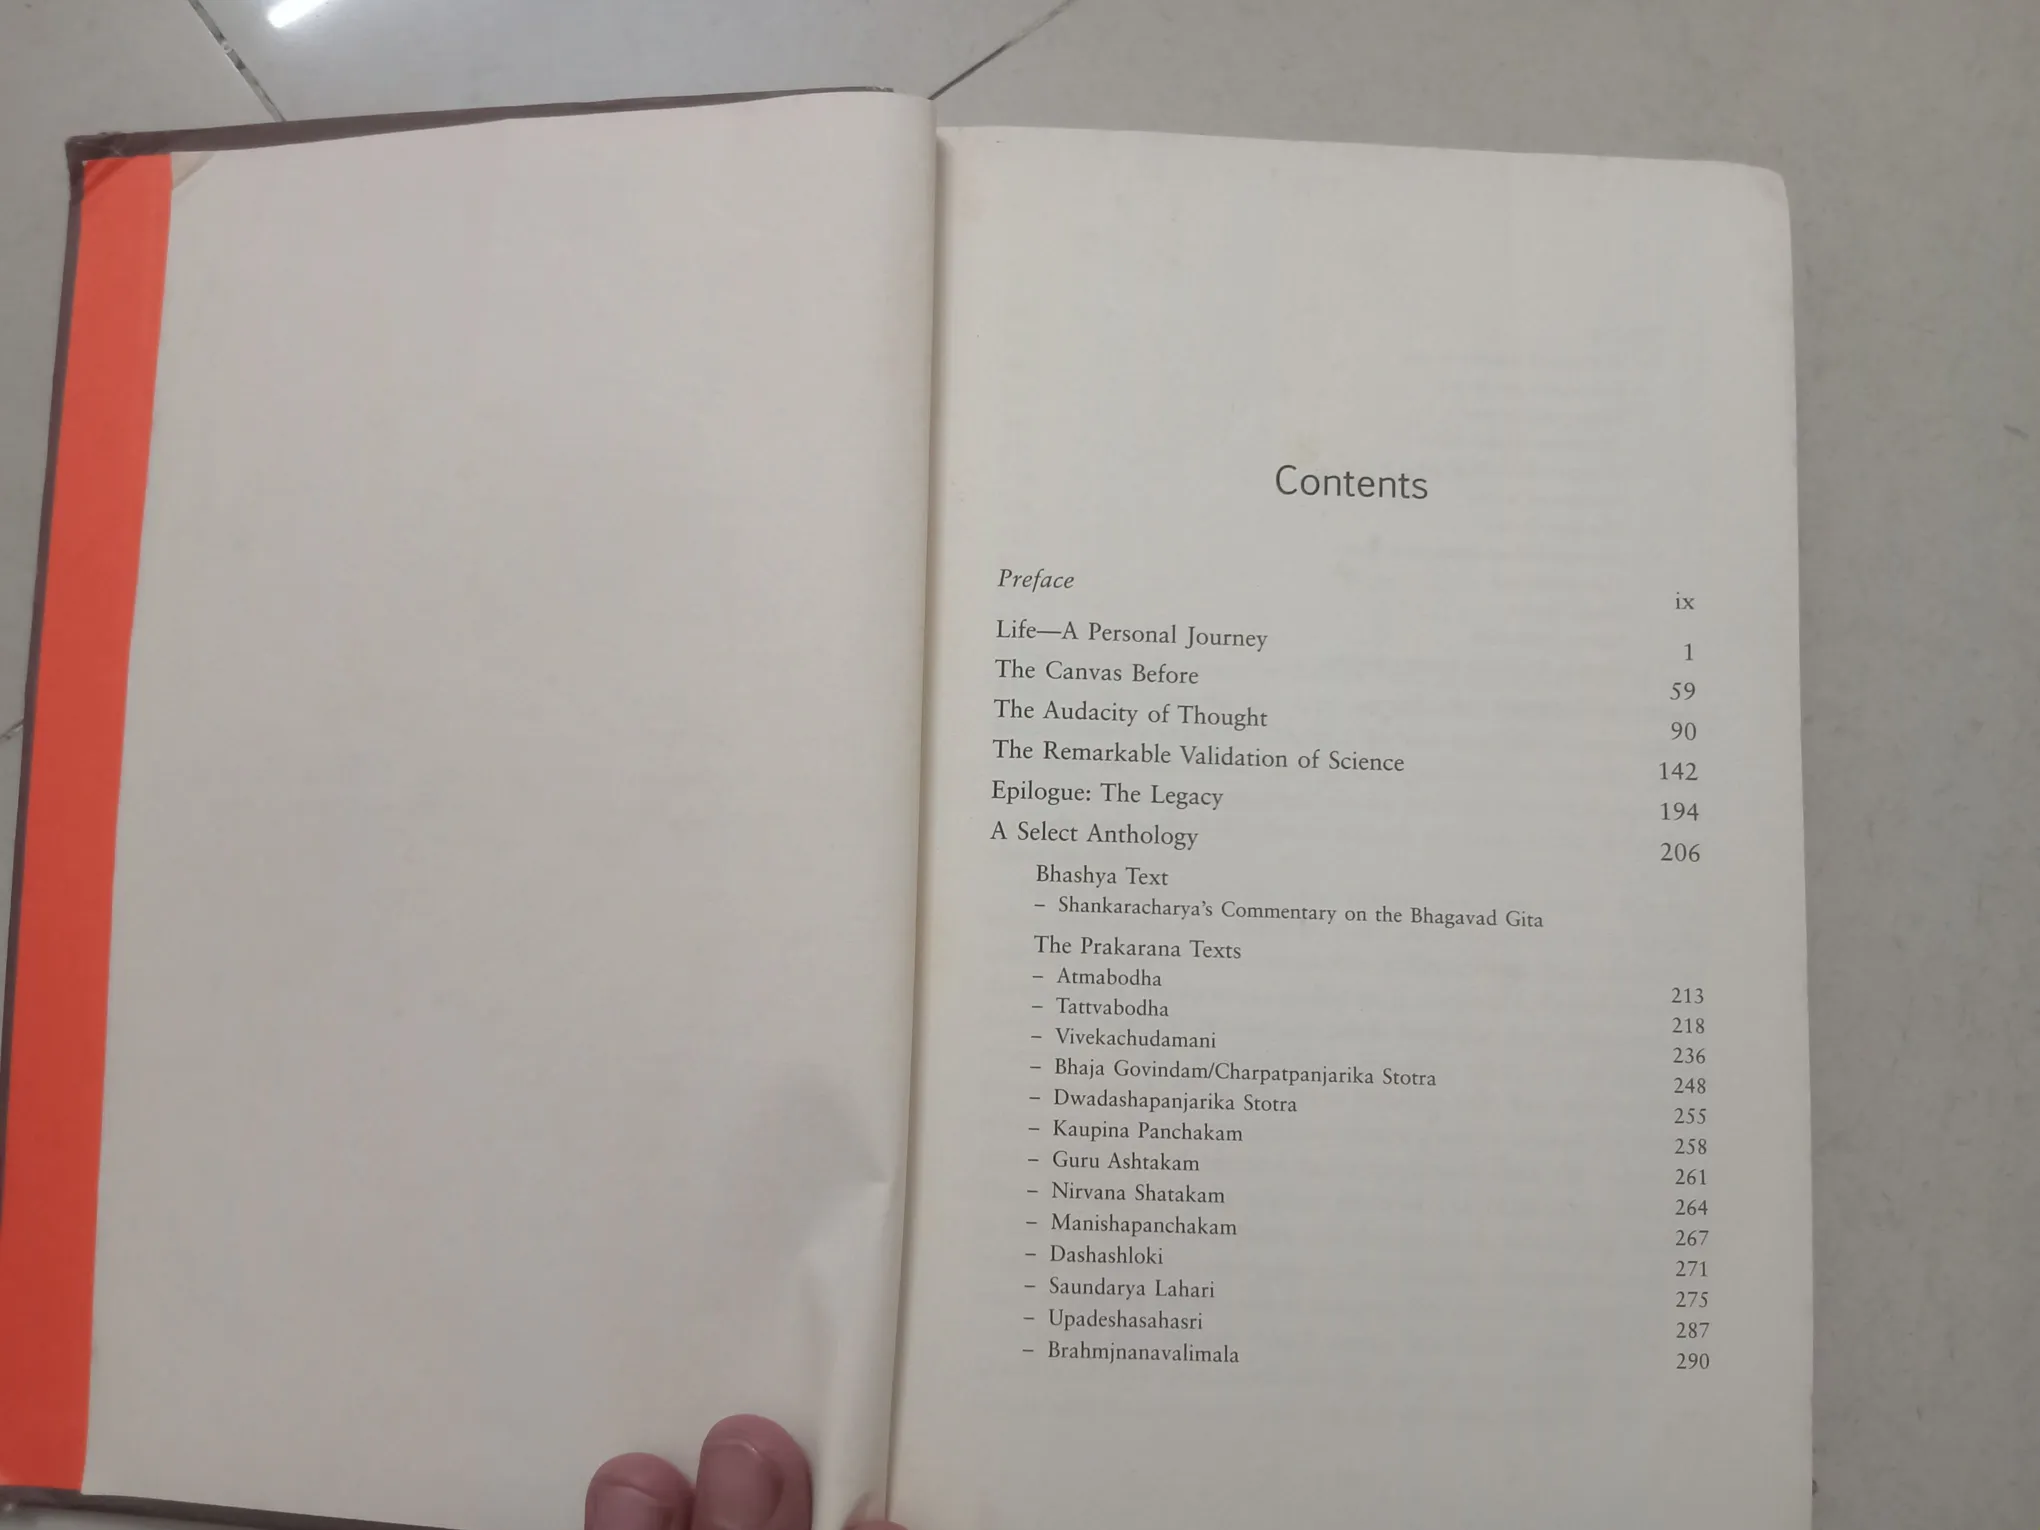 Contents
Preface ix
Life—A Personal Journey 1
The Canvas Before 59
The Audacity of Thought 90
The Remarkable Validation of Science 142
Epilogue: The Legacy 194
A Select Anthology 206
Bhashya Text
– Shankaracharya's Commentary on the Bhagavad Gita
The Prakarana Texts
– Atmabodha 213
– Tattvabodha 218
– Vivekachudamani 236
– Bhaja Govindam/Charpatpanjarika Stotra 248
– Dwadashapanjarika Stotra 255
– Kaupina Panchakam 258
– Guru Ashtakam 261
– Nirvana Shatakam 264
– Manishapanchakam 267
– Dashashloki 271
– Saundarya Lahari 275
– Upadeshasahasri 287
– Brahmjnanavalimala 290